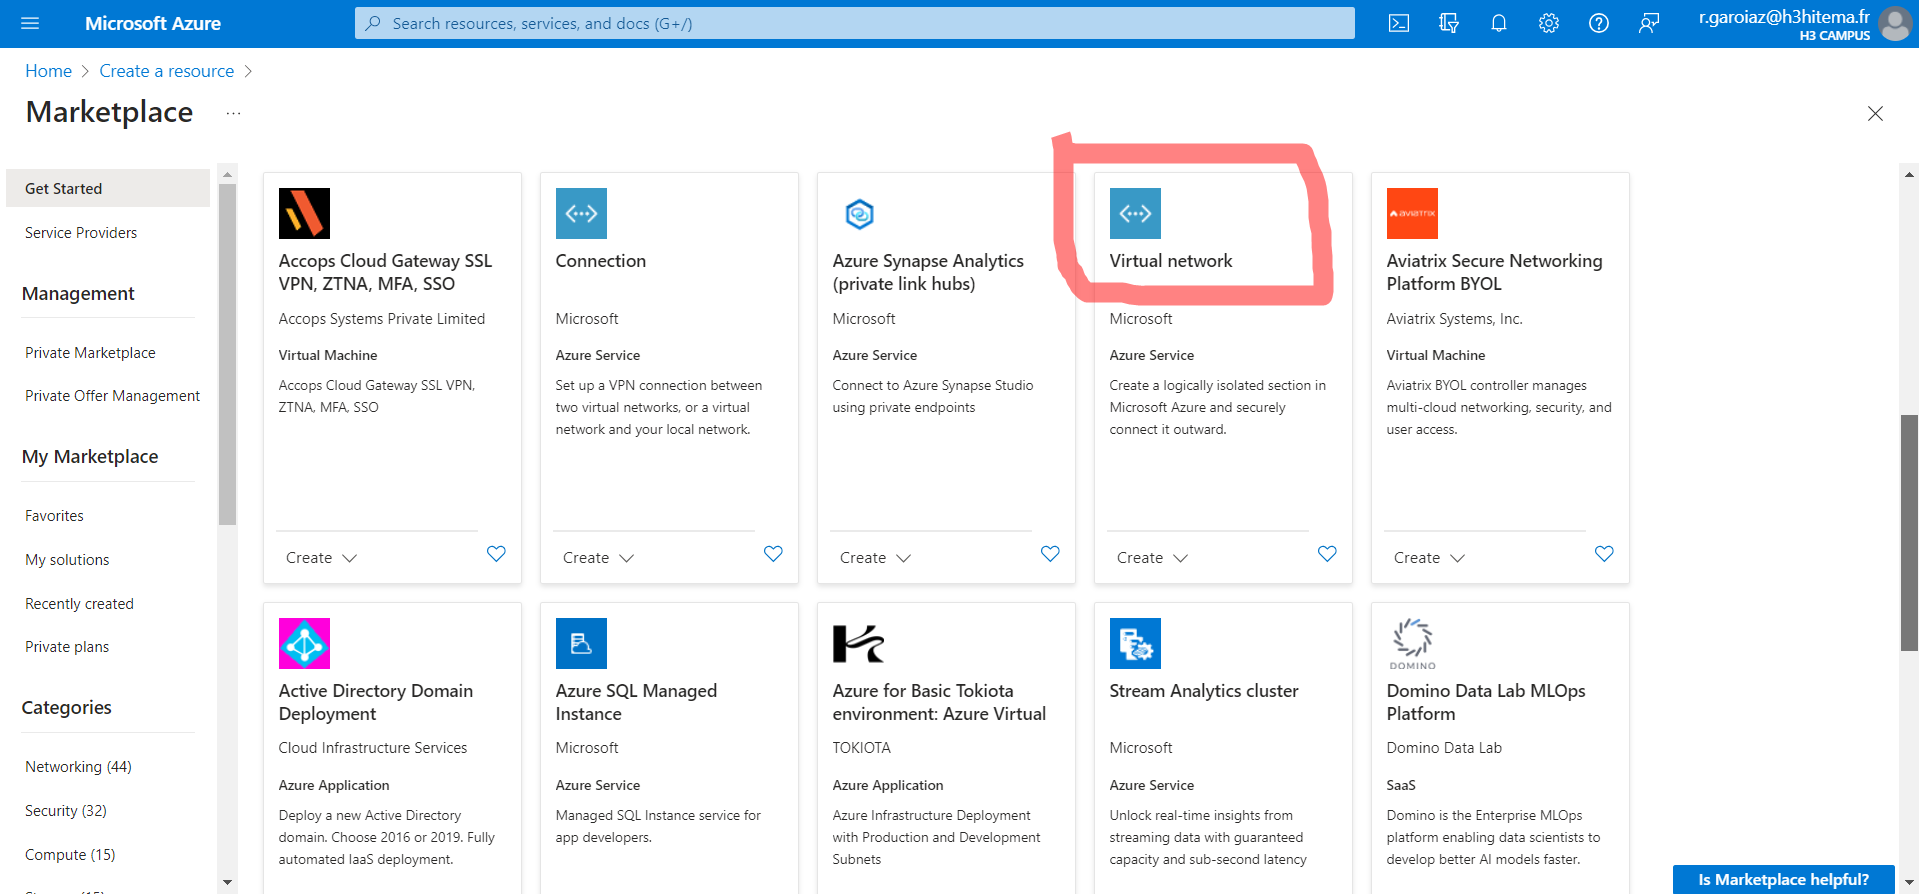 Microsoft Azure
Search resources, services, and docs (G+/)
r.garoiaz@h3hitema.fr
H3 CAMPUS
Home
Create a resource
Marketplace
...
Get Started
Service Providers
Management
Private Marketplace
Private Offer Management
My Marketplace
Favorites
My solutions
Recently created
Private plans
Categories
Networking (44)
Security (32)
Compute (15)
Accops Cloud Gateway SSL
VPN, ZTNA, MFA, SSO
Accops Systems Private Limited
Virtual Machine
Accops Cloud Gateway SSL VPN,
ZTNA, MFA, SSO
Create
Connection
Microsoft
Azure Service
Set up a VPN connection between
two virtual networks, or a virtual
network and your local network.
Create
Azure Synapse Analytics
(private link hubs)
Microsoft
Azure Service
Connect to Azure Synapse Studio
using private endpoints
Create
Virtual network
Microsoft
Azure Service
Create a logically isolated section in
Microsoft Azure and securely
connect it outward.
Create
AVIATRIX
Aviatrix Secure Networking
Platform BYOL
Aviatrix Systems, Inc.
Virtual Machine
Aviatrix BYOL controller manages
multi-cloud networking, security, and
user access.
Create
Active Directory Domain
Deployment
Cloud Infrastructure Services
Azure Application
Deploy a new Active Directory
domain. Choose 2016 or 2019. Fully
automated IaaS deployment.
Azure SQL Managed
Instance
Microsoft
Azure Service
Managed SQL Instance service for
app developers.
Azure for Basic Tokiota
environment: Azure Virtual
TOKIOTA
Azure Application
Azure Infrastructure Deployment
with Production and Development
Subnets
Stream Analytics cluster
Microsoft
Azure Service
Unlock real-time insights from
streaming data with guaranteed
capacity and sub-second latency
DOMINO
Domino Data Lab MLOps
Platform
Domino Data Lab
SaaS
Domino is the Enterprise MLOps
platform enabling data scientists to
develop better AI models faster.
Is Marketplace helpful?